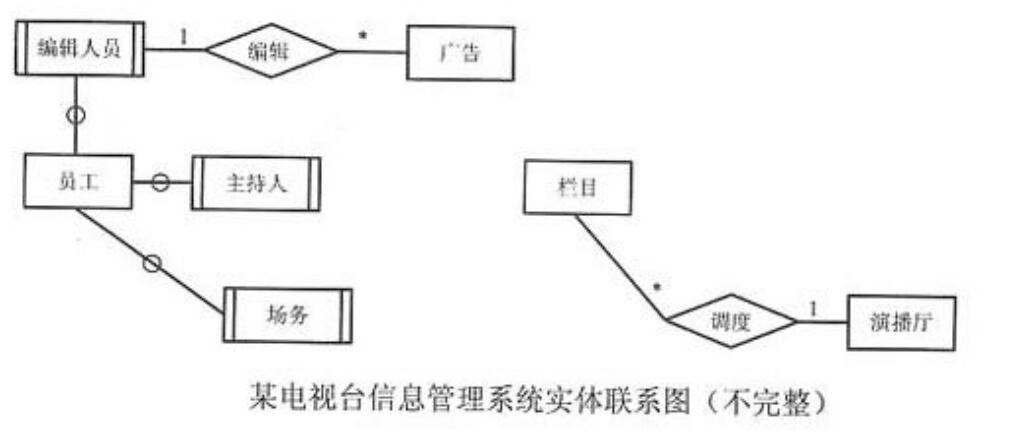 编辑人员 1 编辑 * 广告
员工 主持人 栏目
场务 * 调度 1 演播厅
某电视台信息管理系统实体联系图（不完整）